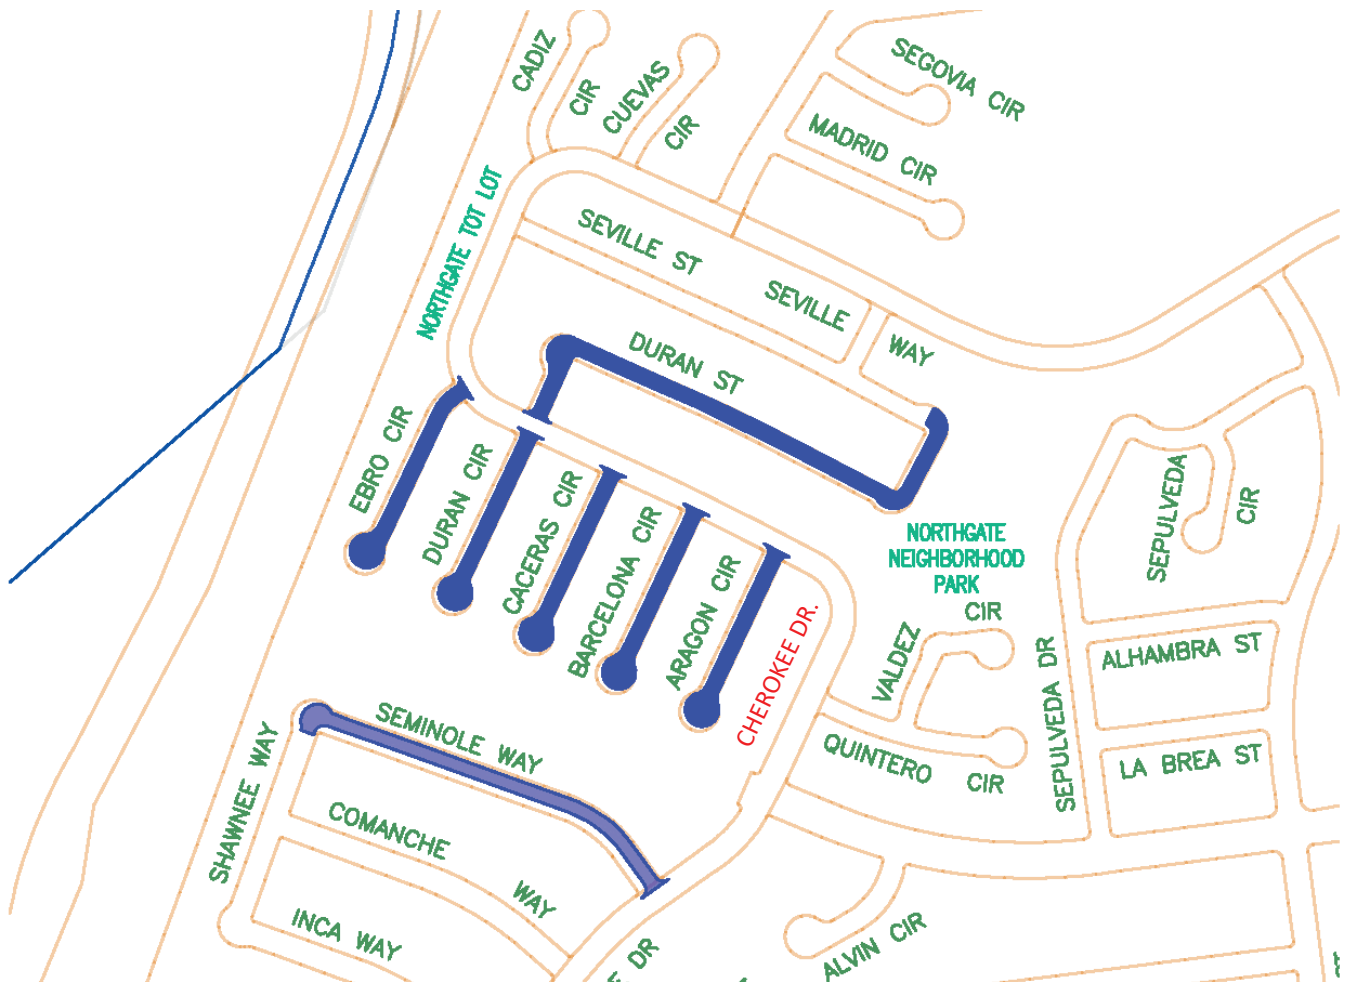 SEGOVIA CIR
CADIZ
CIR
CUEVAS
CIR
MADRID CIR
NORTHGATE TOT LOT
SEVILLE ST
SEVILLE
WAY
DURAN ST
EBRO CIR
DURAN CIR
CACERAS CIR
BARCELONA CIR
ARAGON CIR
CHEROKEE DR.
NORTHGATE
NEIGHBORHOOD
PARK
SEPULVEDA
CIR
VALDEZ
CIR
SEPULVEDA DR
ALHAMBRA ST
LA BREA ST
QUINTERO CIR
SEMINOLE WAY
SHAWNEE WAY
COMANCHE
WAY
INCA WAY
DR
ALVIN CIR